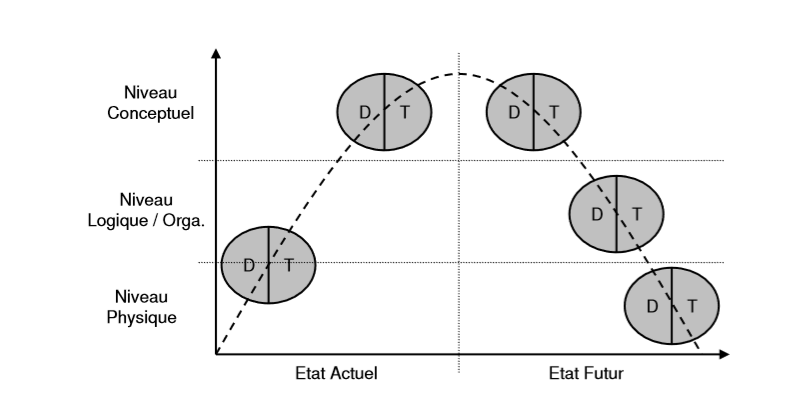 Niveau
Conceptuel
D T
D T
Niveau
Logique / Orga.
D T
D T
Niveau
Physique
D T
Etat Actuel
Etat Futur